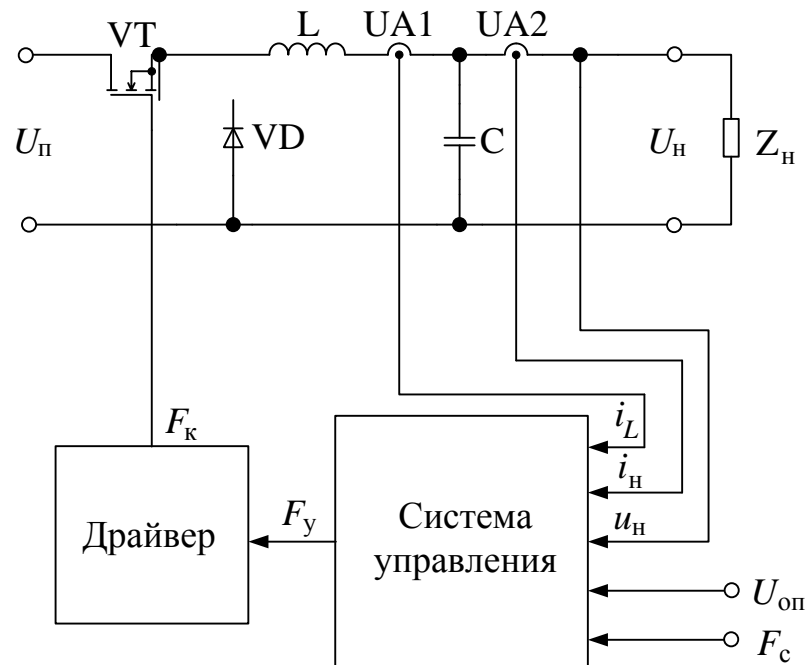 VT
L
UA1
UA2
Uп
VD
C
Uн
Zн
Fк
iL
iн
uн
Драйвер
Fу
Система
управления
Uоп
Fс